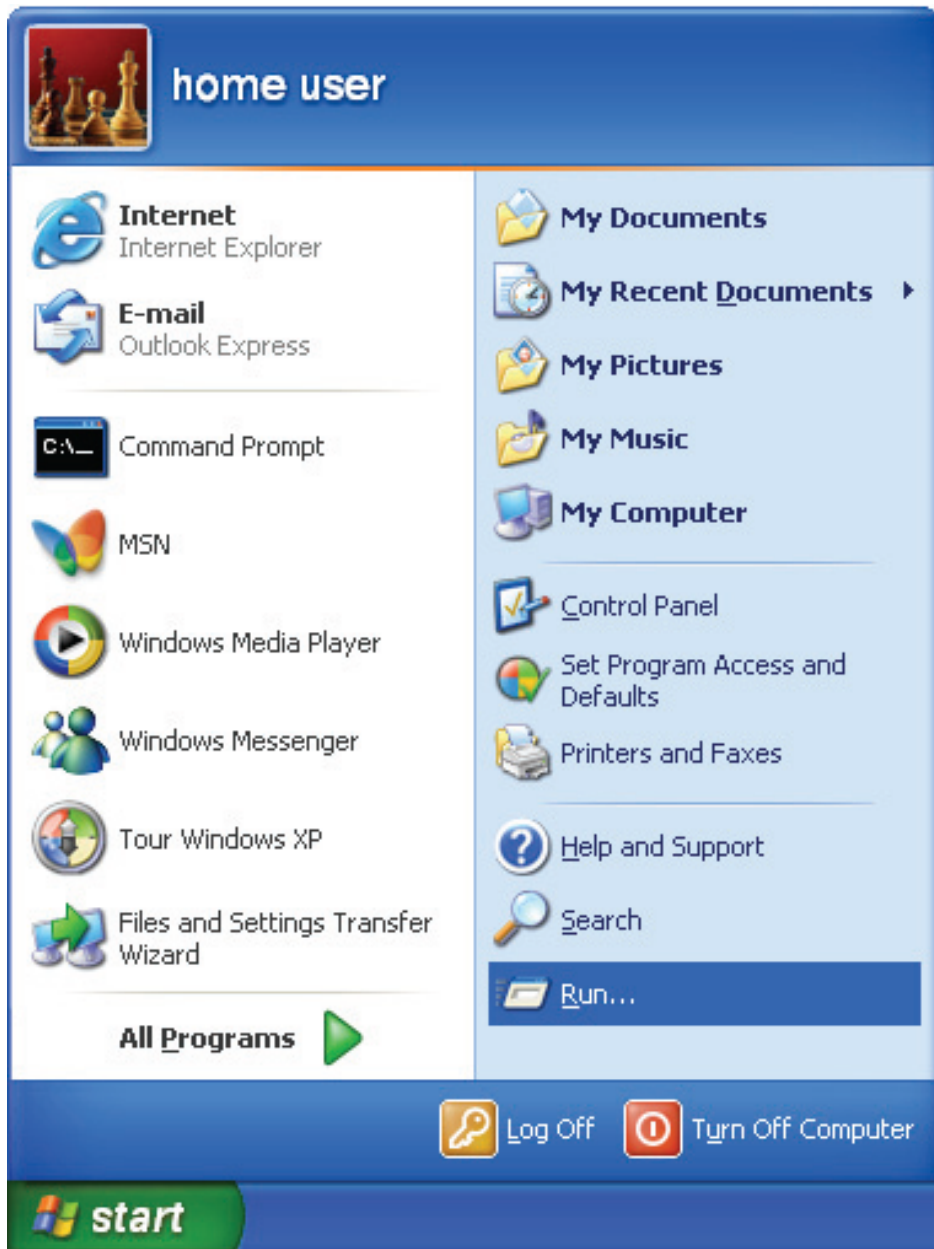 home user
Internet
Internet Explorer
E-mail
Outlook Express
C:\_
Command Prompt
MSN
Windows Media Player
Windows Messenger
Tour Windows XP
Files and Settings Transfer
Wizard
All Programs
My Documents
My Recent Documents
My Pictures
My Music
My Computer
Control Panel
Set Program Access and
Defaults
Printers and Faxes
Help and Support
Search
Run...
Log Off
Turn Off Computer
start